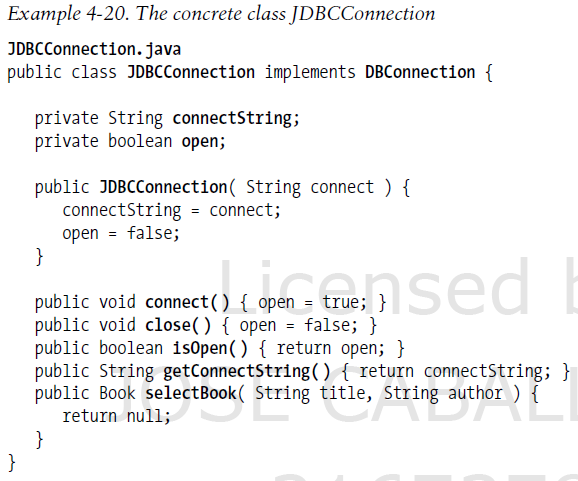 Example 4-20. The concrete class JDBCConnection
JDBCConnection.java
public class JDBCConnection implements DBConnection {
private String connectString;
private boolean open;
public JDBCConnection( String connect ) {
connectString = connect;
open = false;
}
Licensed b
public void connect() { open = true; }
public void close() { open = false; }
public boolean isOpen() { return open; }
public String getConnectString() { return connectString; }
public Book selectBook( String title, String author ) {
JOSE CABALL
return null;
}
}